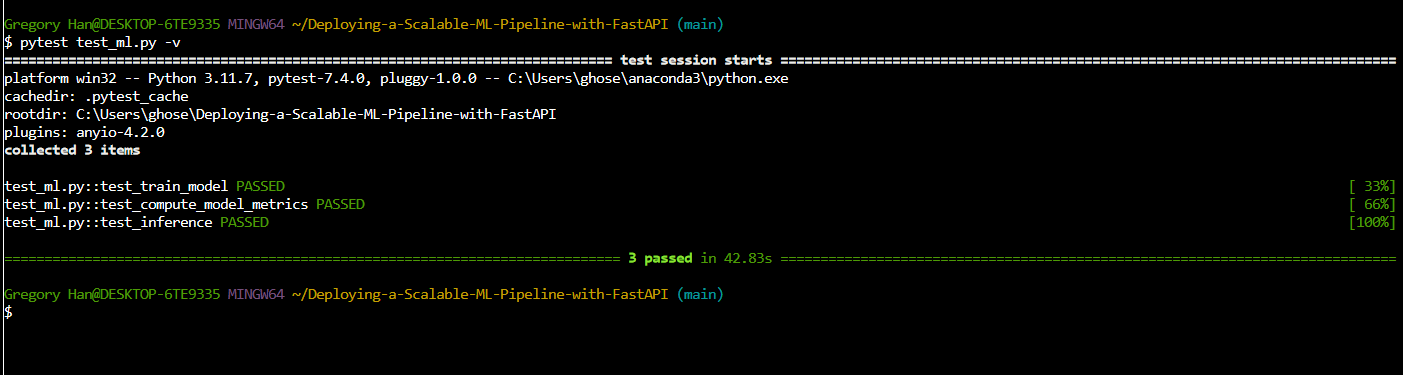 Gregory Han@DESKTOP-6TE9335 MINGW64 ~/Deploying-a-Scalable-ML-Pipeline-with-FastAPI (main)
$ pytest test_ml.py -v
============================================================================ test session starts =============================================================================
platform win32 -- Python 3.11.7, pytest-7.4.0, pluggy-1.0.0 -- C:\Users\ghose\anaconda3\python.exe
cachedir: .pytest_cache
rootdir: C:\Users\ghose\Deploying-a-Scalable-ML-Pipeline-with-FastAPI
plugins: anyio-4.2.0
collected 3 items
test_ml.py::test_train_model PASSED [ 33%]
test_ml.py::test_compute_model_metrics PASSED [ 66%]
test_ml.py::test_inference PASSED [100%]
============================================================================= 3 passed in 42.83s =============================================================================
Gregory Han@DESKTOP-6TE9335 MINGW64 ~/Deploying-a-Scalable-ML-Pipeline-with-FastAPI (main)
$